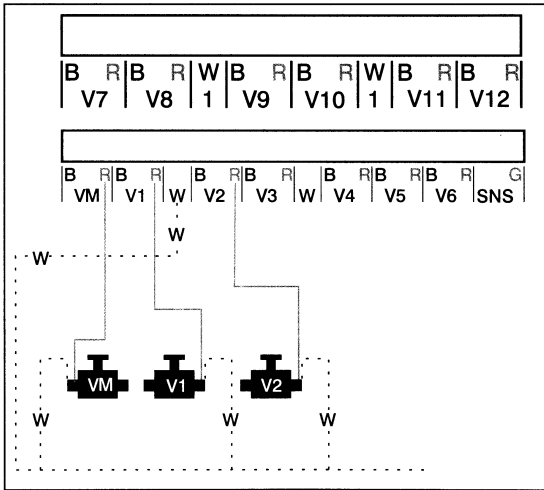 B R B R W B R B R W B R B R
V7 V8 1 V9 V10 1 V11 V12
B R B R B R B R B R B R B R G
VM V1 W V2 V3 W V4 V5 V6 SNS
W
W
VM V1 V2
W W W